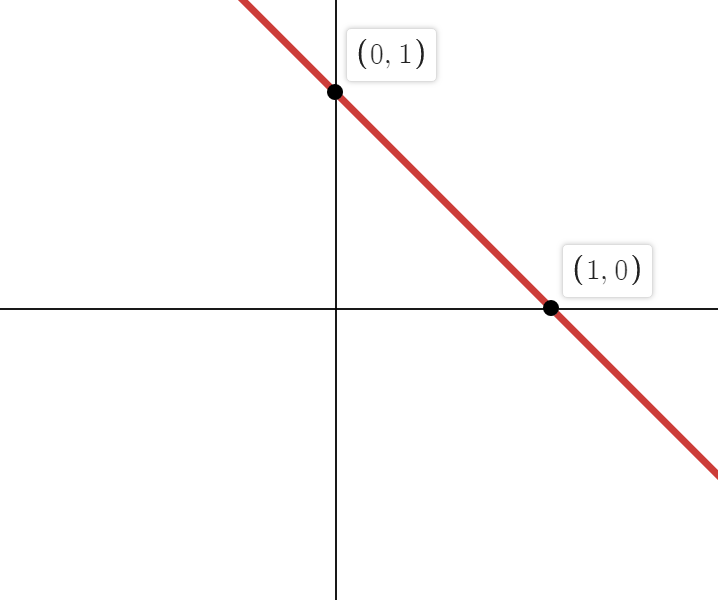 (0, 1)
(1, 0)